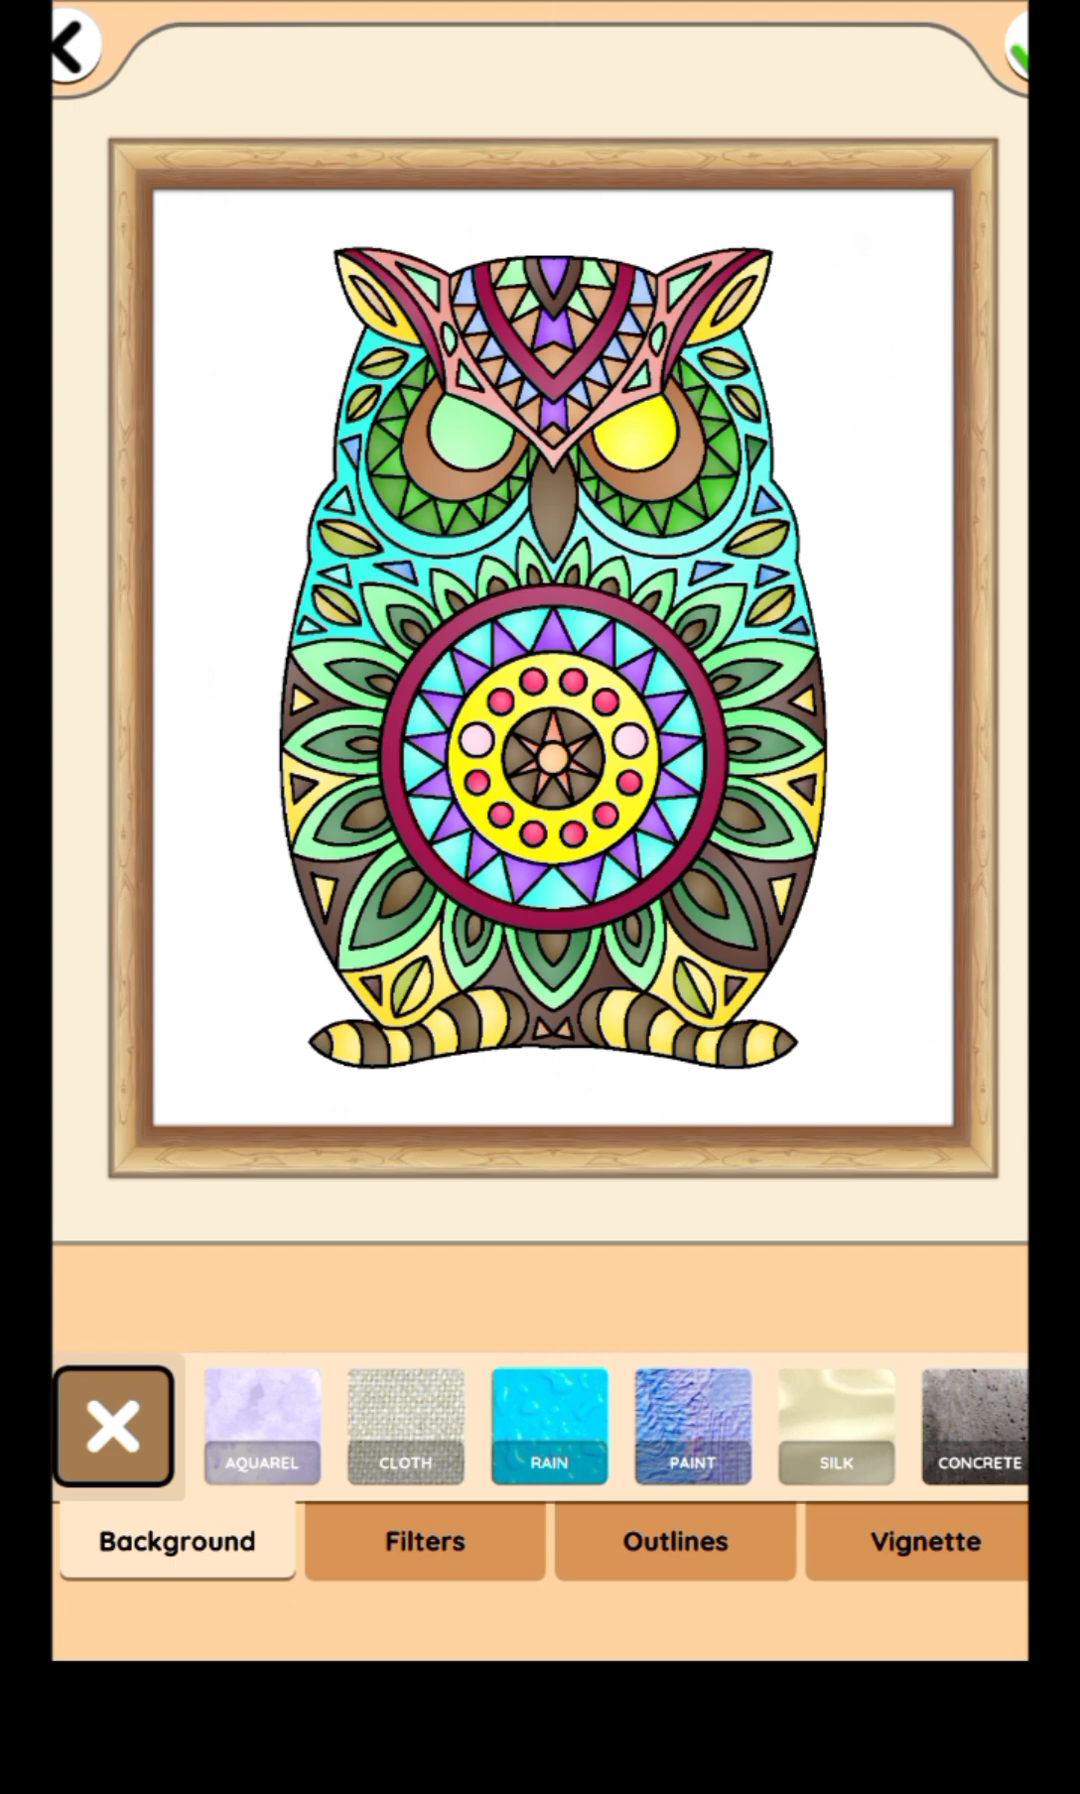 AQUAREL
CLOTH
RAIN
PAINT
SILK
CONCRETE
Background
Filters
Outlines
Vignette